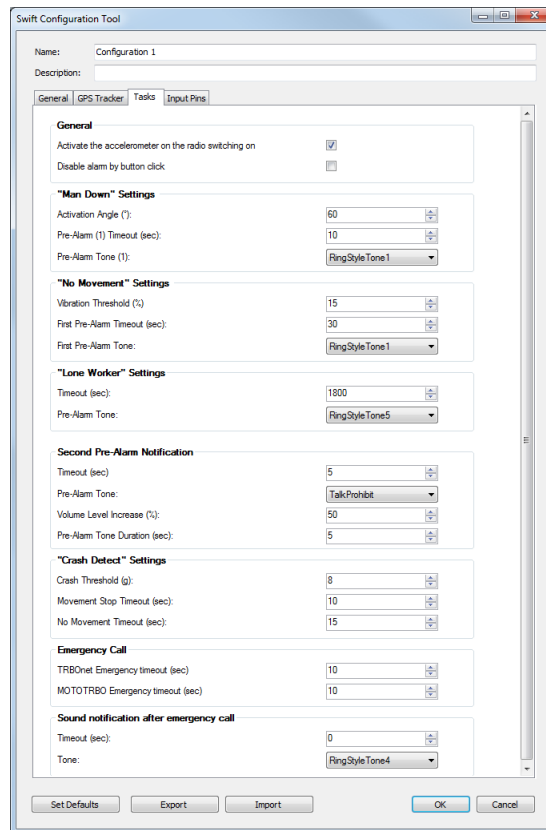 Swift Configuration Tool
Name: Configuration 1
Description:
General GPS Tracker Tasks Input Pins
General
Activate the accelerometer on the radio switching on
Disable alarm by button click
"Man Down" Settings
Activation Angle (°): 60
Pre-Alarm (1) Timeout (sec): 10
Pre-Alarm Tone (1): RingStyleTone1
"No Movement" Settings
Vibration Threshold (%) 15
First Pre-Alarm Timeout (sec): 30
First Pre-Alarm Tone: RingStyleTone1
"Lone Worker" Settings
Timeout (sec): 1800
Pre-Alarm Tone: RingStyleTone5
Second Pre-Alarm Notification
Timeout (sec) 5
Pre-Alarm Tone: TalkProhibit
Volume Level Increase (%): 50
Pre-Alarm Tone Duration (sec): 5
"Crash Detect" Settings
Crash Threshold (g): 8
Movement Stop Timeout (sec): 10
No Movement Timeout (sec): 15
Emergency Call
TRBOnet Emergency timeout (sec) 10
MOTOTRBO Emergency timeout (sec) 10
Sound notification after emergency call
Timeout (sec): 0
Tone: RingStyleTone4
Set Defaults Export Import OK Cancel